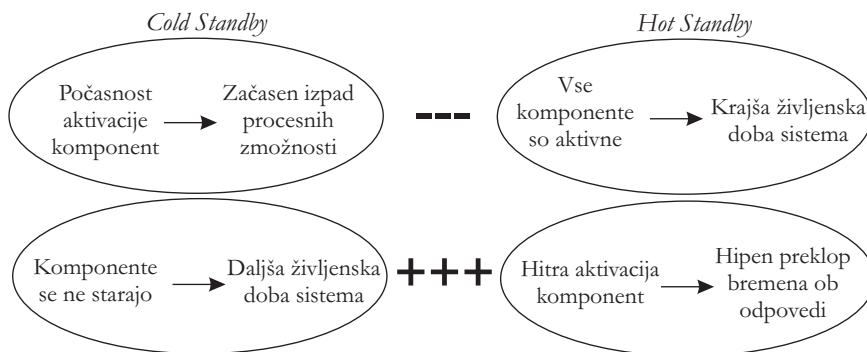 Cold Standby
Hot Standby
Počasnost
aktivacije
komponent
Začasen izpad
procesnih
zmožnosti
---
Vse
komponente
so aktivne
Krajša življenska
doba sistema
Komponente
se ne starajo
Daljša življenska
doba sistema
+++
Hitra aktivacija
komponent
Hipen preklop
bremena ob
odpovedi